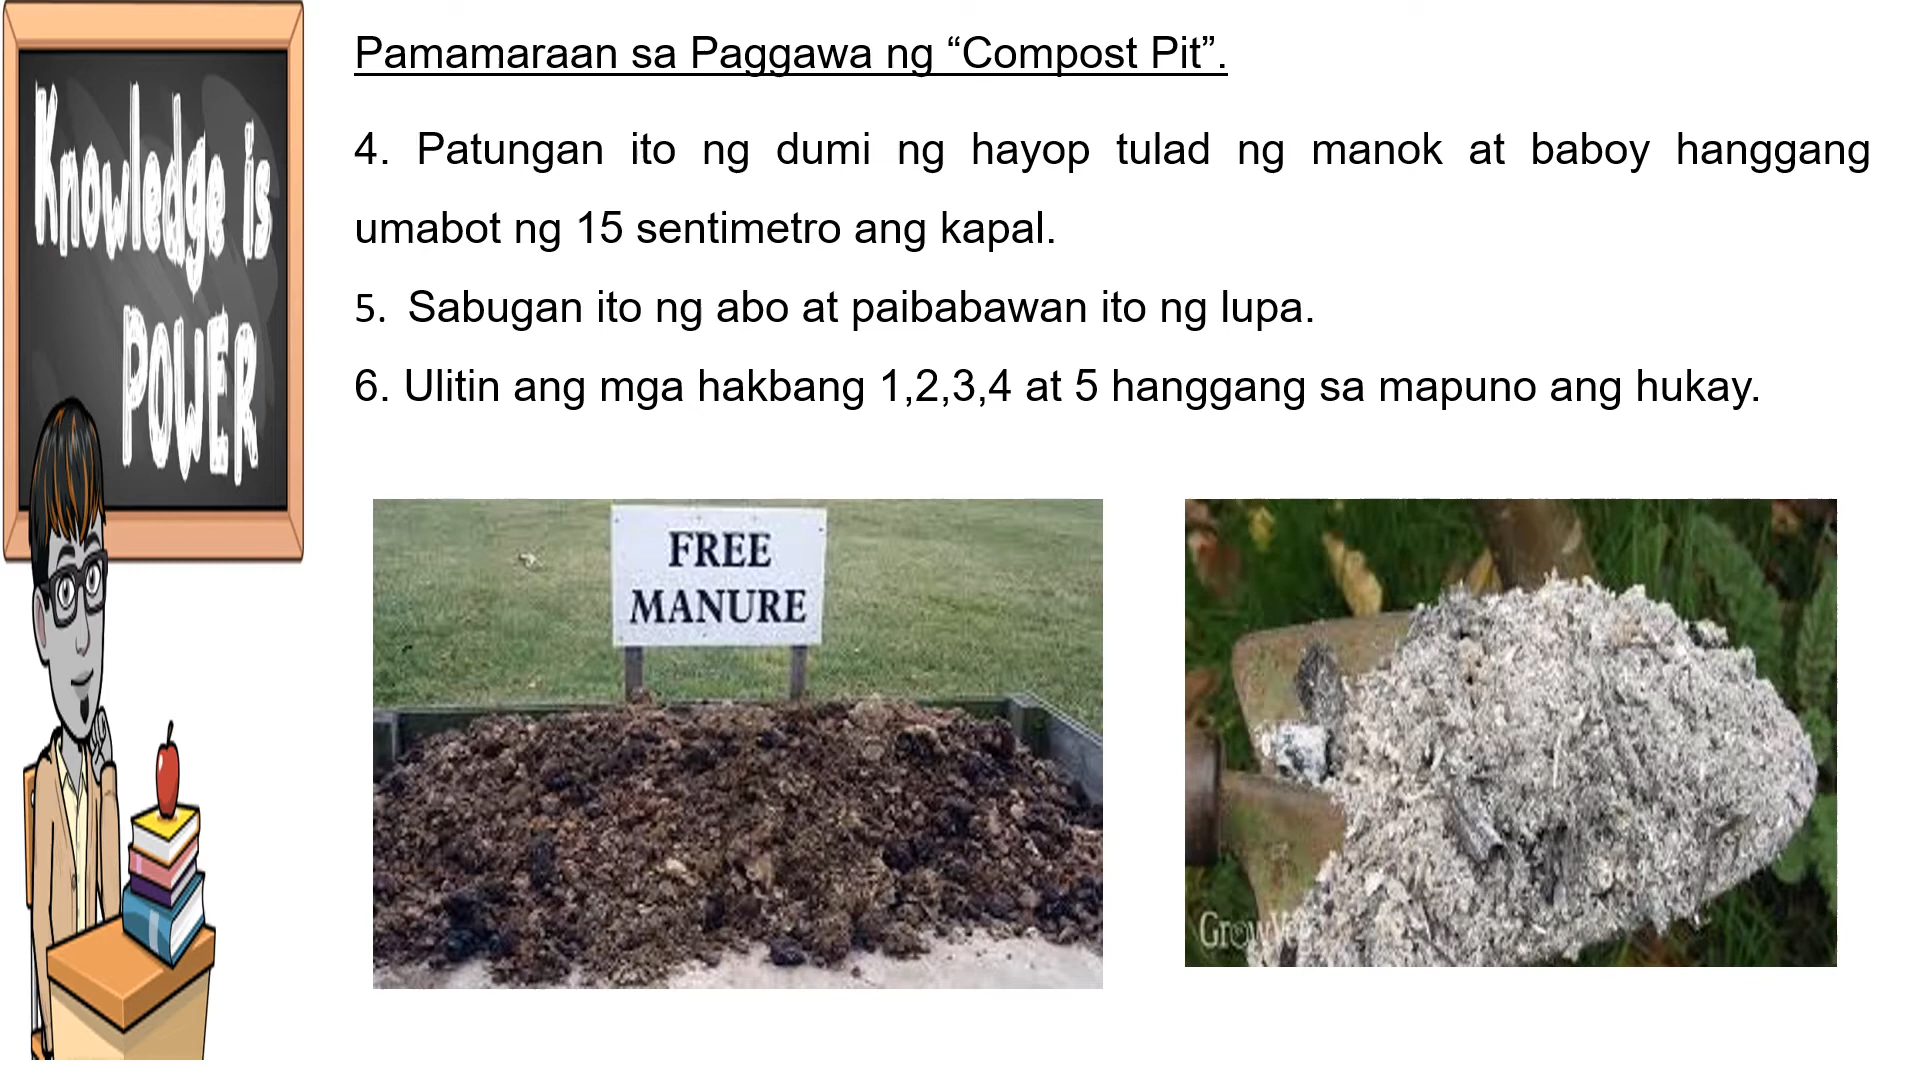 Knowledge is
POWER
Pamamaraan sa Paggawa ng “Compost Pit”.
4. Patungan ito ng dumi ng hayop tulad ng manok at baboy hanggang
umabot ng 15 sentimetro ang kapal.
5. Sabugan ito ng abo at paibabawan ito ng lupa.
6. Ulitin ang mga hakbang 1,2,3,4 at 5 hanggang sa mapuno ang hukay.
FREE
MANURE
GrowVeg